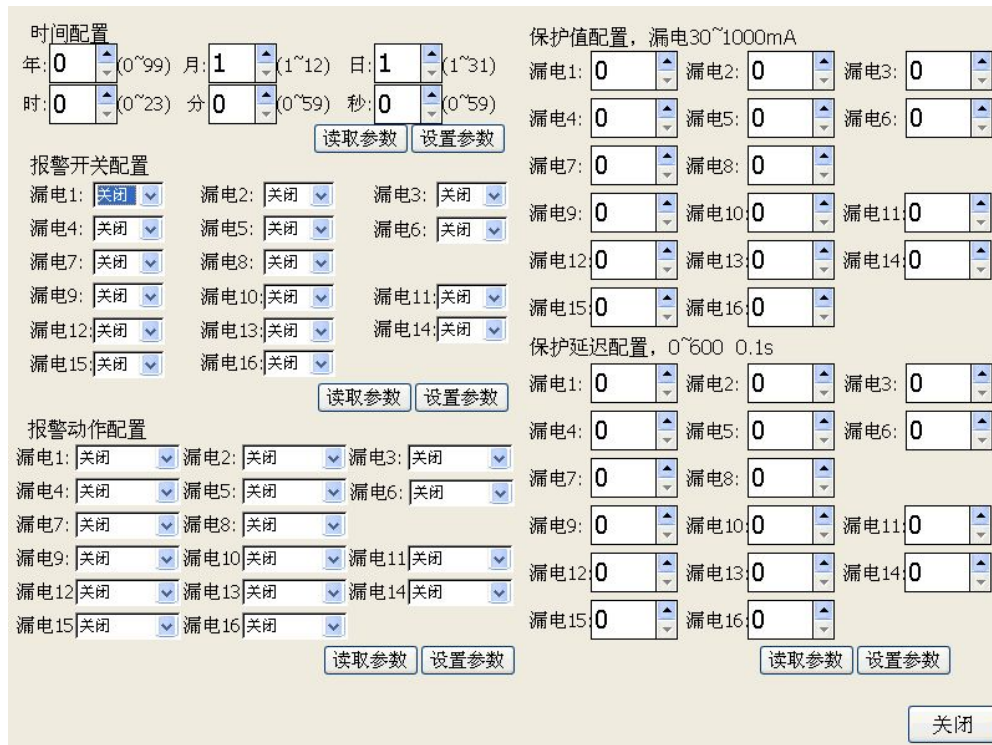 时间配置
年: 0 (0~99) 月: 1 (1~12) 日: 1 (1~31)
时: 0 (0~23) 分 0 (0~59) 秒: 0 (0~59)
读取参数 设置参数
报警开关配置
漏电1: 关闭 漏电2: 关闭 漏电3: 关闭
漏电4: 关闭 漏电5: 关闭 漏电6: 关闭
漏电7: 关闭 漏电8: 关闭
漏电9: 关闭 漏电10: 关闭 漏电11: 关闭
漏电12: 关闭 漏电13: 关闭 漏电14: 关闭
漏电15: 关闭 漏电16: 关闭
读取参数 设置参数
报警动作配置
漏电1: 关闭 漏电2: 关闭 漏电3: 关闭
漏电4: 关闭 漏电5: 关闭 漏电6: 关闭
漏电7: 关闭 漏电8: 关闭
漏电9: 关闭 漏电10 关闭 漏电11 关闭
漏电12 关闭 漏电13 关闭 漏电14 关闭
漏电15 关闭 漏电16 关闭
读取参数 设置参数
保护值配置，漏电30~1000mA
漏电1: 0 漏电2: 0 漏电3: 0
漏电4: 0 漏电5: 0 漏电6: 0
漏电7: 0 漏电8: 0
漏电9: 0 漏电10: 0 漏电11: 0
漏电12: 0 漏电13: 0 漏电14: 0
漏电15: 0 漏电16: 0
保护延迟配置，0~600 0.1s
漏电1: 0 漏电2: 0 漏电3: 0
漏电4: 0 漏电5: 0 漏电6: 0
漏电7: 0 漏电8: 0
漏电9: 0 漏电10: 0 漏电11: 0
漏电12: 0 漏电13: 0 漏电14: 0
漏电15: 0 漏电16: 0
读取参数 设置参数
关闭